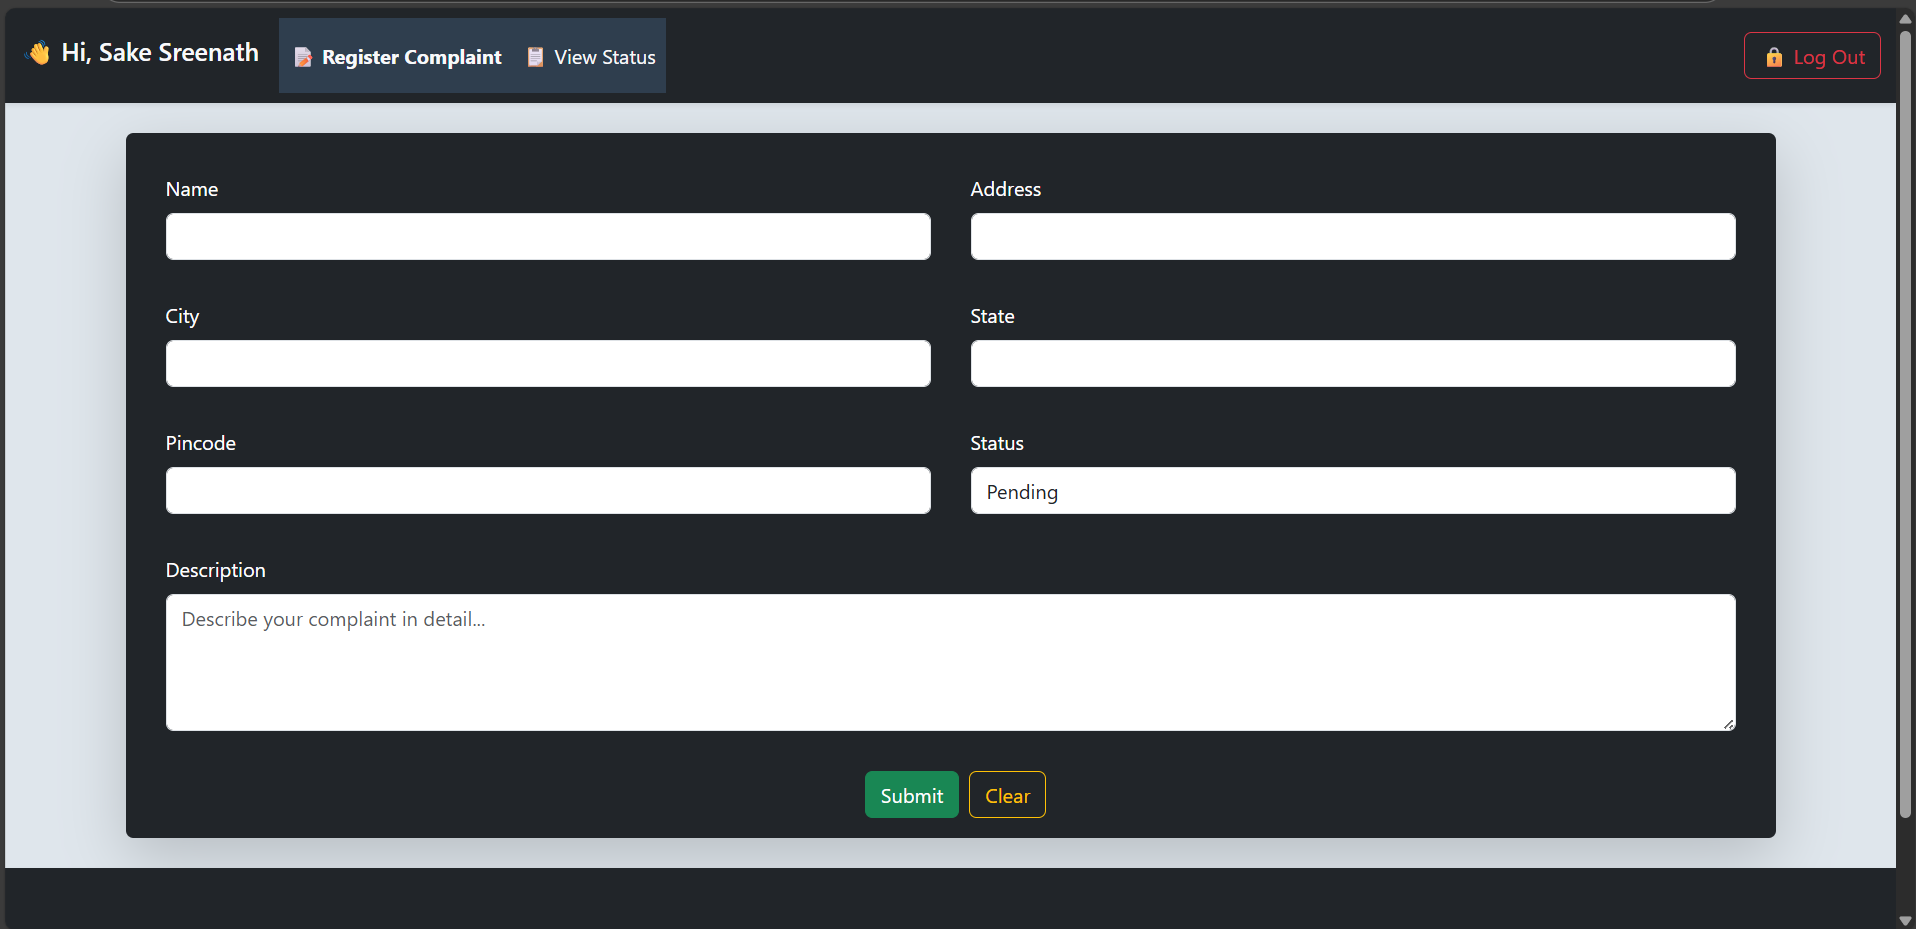 👋 Hi, Sake Sreenath
📝 Register Complaint
📋 View Status
🔒 Log Out
Name
Address
City
State
Pincode
Status
Pending
Description
Describe your complaint in detail...
Submit
Clear